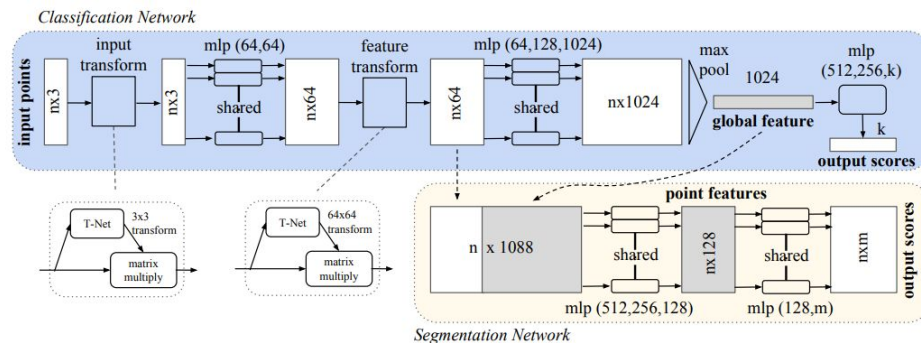 Classification Network
input points
nx3
input
transform
nx3
mlp (64,64)
shared
nx64
feature
transform
nx64
mlp (64,128,1024)
shared
nx1024
max
pool
1024
global feature
mlp
(512,256,k)
k
output scores
T-Net
3x3
transform
matrix
multiply
T-Net
64x64
transform
matrix
multiply
point features
n x 1088
shared
mlp (512,256,128)
nx128
shared
mlp (128,m)
nxm
output scores
Segmentation Network